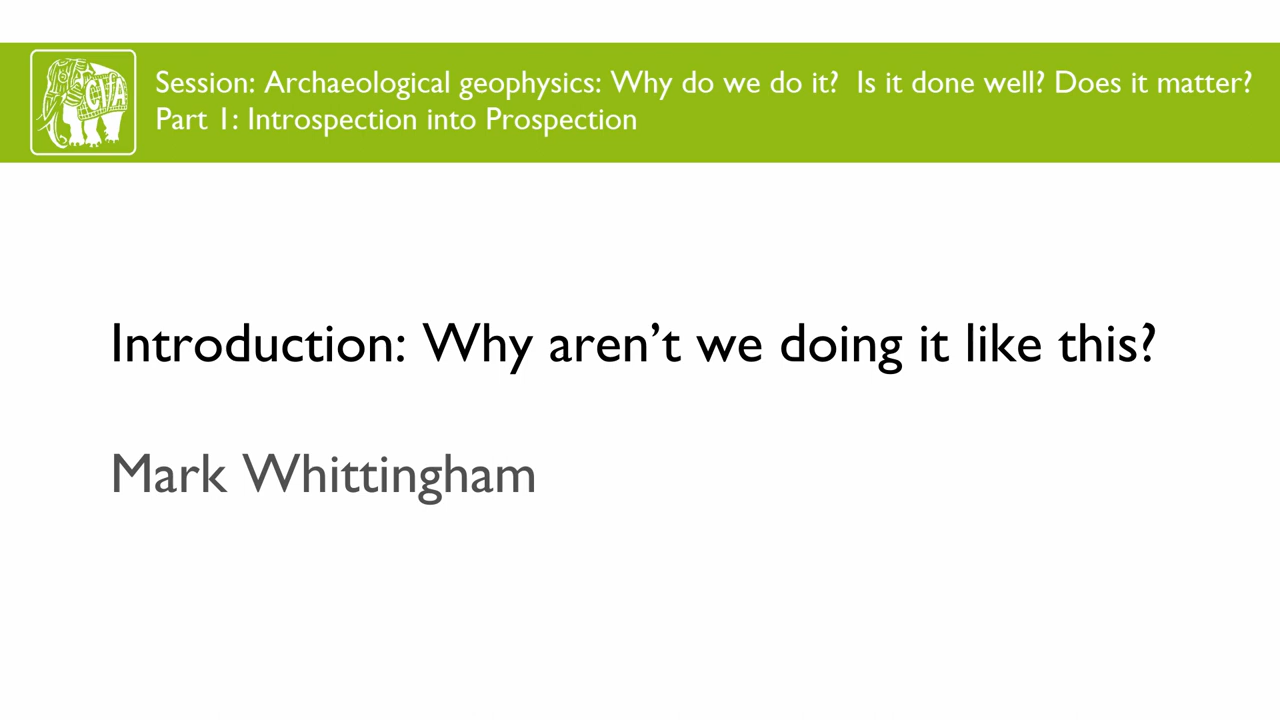 CIfA
Session: Archaeological geophysics: Why do we do it?  Is it done well? Does it matter?
Part 1: Introspection into Prospection
Introduction: Why aren’t we doing it like this?
Mark Whittingham